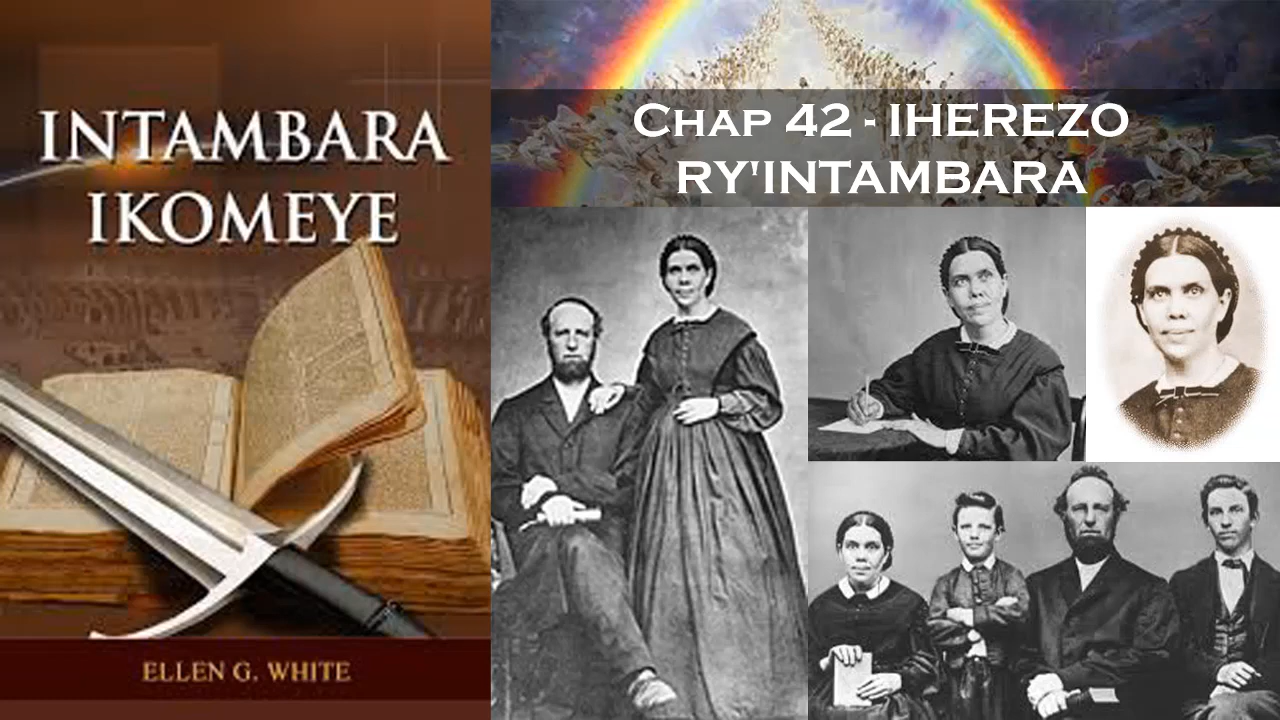 INTAMBARA
IKOMEYE
ELLEN G. WHITE
Chap 42 - IHEREZO
RY'INTAMBARA